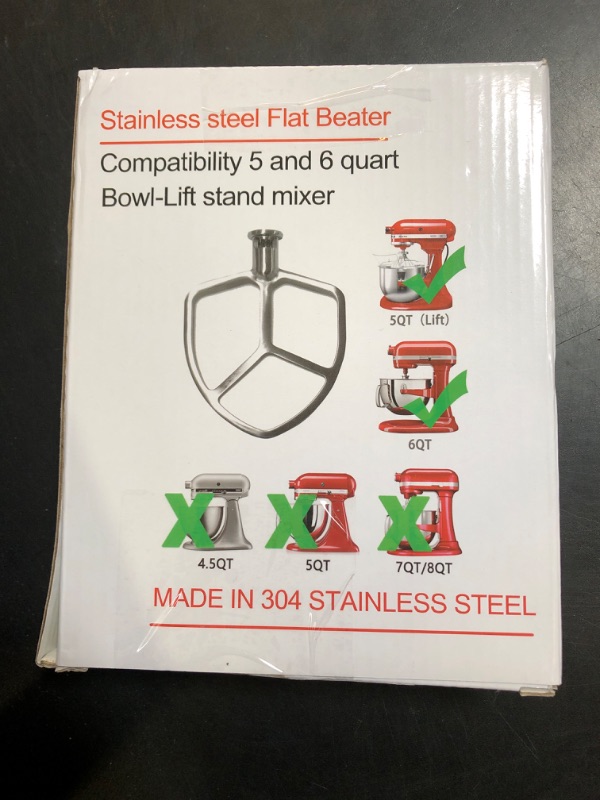 Stainless steel Flat Beater
Compatibility 5 and 6 quart
Bowl-Lift stand mixer
5QT (Lift)
6QT
4.5QT
5QT
7QT/8QT
MADE IN 304 STAINLESS STEEL